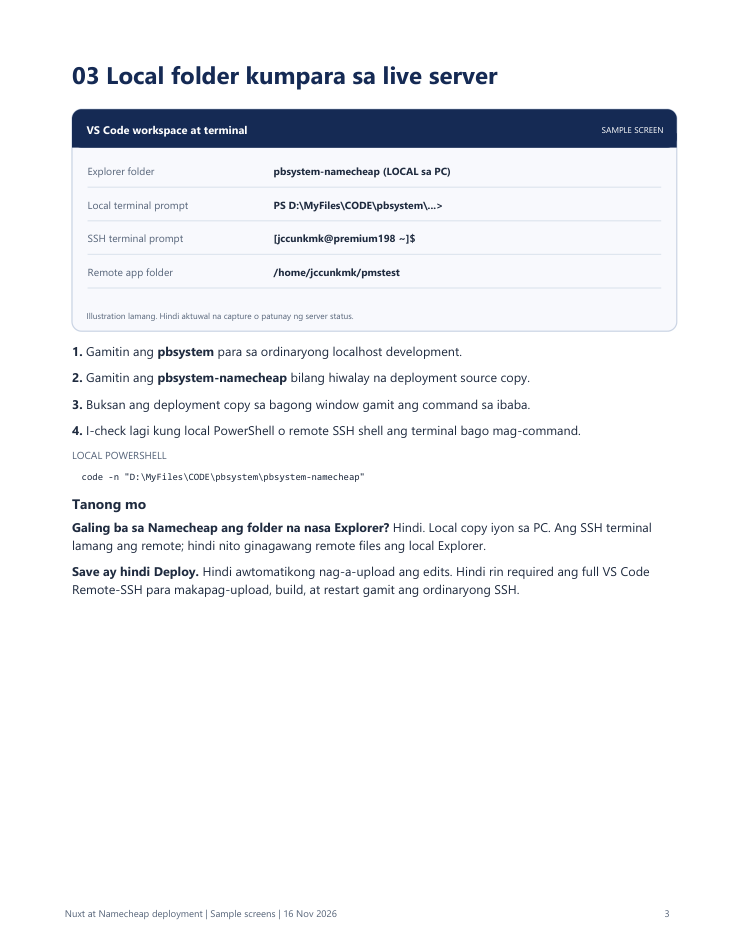 03 Local folder kumpara sa live server
VS Code workspace at terminal SAMPLE SCREEN
Explorer folder pbsystem-namecheap (LOCAL sa PC)
Local terminal prompt PS D:\MyFiles\CODE\pbsystem\...>
SSH terminal prompt [jccunkmk@premium198 ~]$
Remote app folder /home/jccunkmk/pmstest
Illustration lamang. Hindi aktuwal na capture o patunay ng server status.
1. Gamitin ang pbsystem para sa ordinaryong localhost development.
2. Gamitin ang pbsystem-namecheap bilang hiwalay na deployment source copy.
3. Buksan ang deployment copy sa bagong window gamit ang command sa ibaba.
4. I-check lagi kung local PowerShell o remote SSH shell ang terminal bago mag-command.
LOCAL POWERSHELL
code -n "D:\MyFiles\CODE\pbsystem\pbsystem-namecheap"
Tanong mo
Galing ba sa Namecheap ang folder na nasa Explorer? Hindi. Local copy iyon sa PC. Ang SSH terminal
lamang ang remote; hindi nito ginagawang remote files ang local Explorer.
Save ay hindi Deploy. Hindi awtomatikong nag-a-upload ang edits. Hindi rin required ang full VS Code
Remote-SSH para makapag-upload, build, at restart gamit ang ordinaryong SSH.
Nuxt at Namecheap deployment | Sample screens | 16 Nov 2026 3